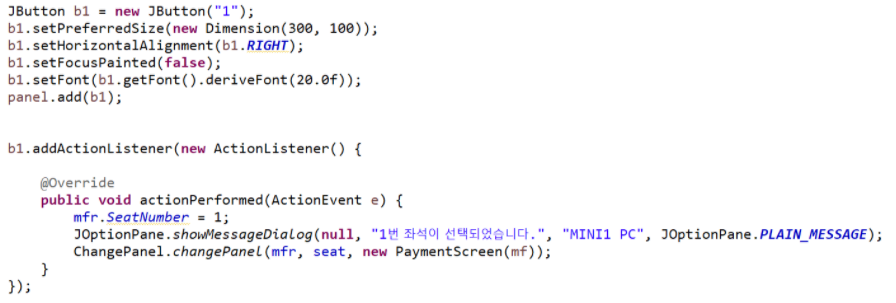 JButton b1 = new JButton("1");
b1.setPreferredSize(new Dimension(300, 100));
b1.setHorizontalAlignment(b1.RIGHT);
b1.setFocusPainted(false);
b1.setFont(b1.getFont().deriveFont(20.0f));
panel.add(b1);
b1.addActionListener(new ActionListener() {
@Override
public void actionPerformed(ActionEvent e) {
mfr.SeatNumber = 1;
JOptionPane.showMessageDialog(null, "1번 좌석이 선택되었습니다.", "MINI1 PC", JOptionPane.PLAIN_MESSAGE);
ChangePanel.changePanel(mfr, seat, new PaymentScreen(mf));
}
});